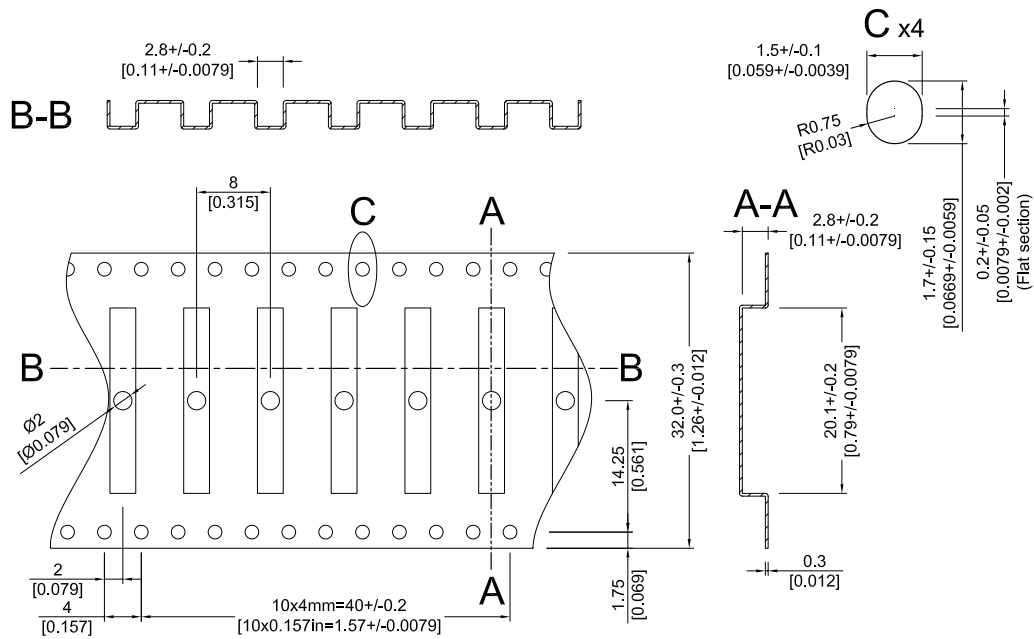 2.8+/-0.2
[0.11+/-0.0079]
B-B
C x4
1.5+/-0.1
[0.059+/-0.0039]
R0.75
[R0.03]
1.7+/-0.15
[0.0669+/-0.0059]
0.2+/-0.05
[0.0079+/-0.002]
(Flat section)
8
[0.315]
C
A
A-A
2.8+/-0.2
[0.11+/-0.0079]
B
B
Ø2
[Ø0.079]
14.25
[0.561]
32.0+/-0.3
[1.26+/-0.012]
20.1+/-0.2
[0.79+/-0.0079]
2
[0.079]
4
[0.157]
10x4mm=40+/-0.2
[10x0.157in=1.57+/-0.0079]
A
1.75
[0.069]
0.3
[0.012]